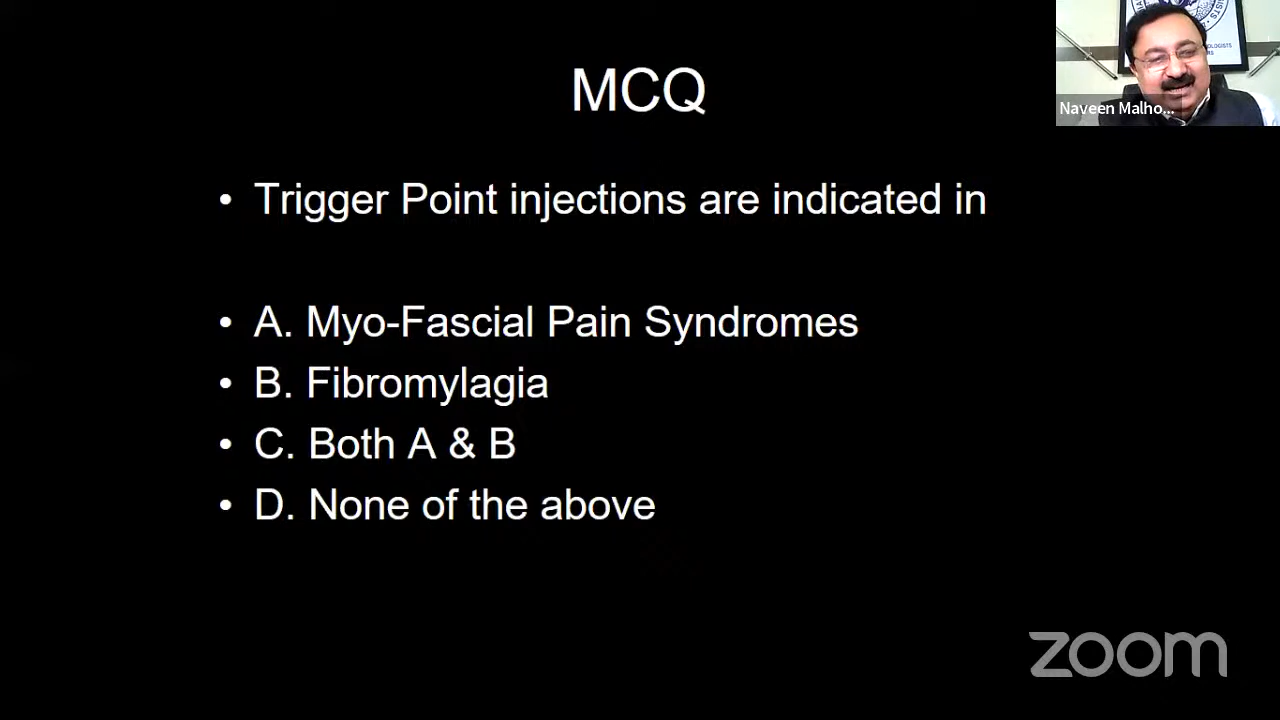 MCQ
• Trigger Point injections are indicated in
• A. Myo-Fascial Pain Syndromes
• B. Fibromylagia
• C. Both A & B
• D. None of the above
Naveen Malho...
zoom